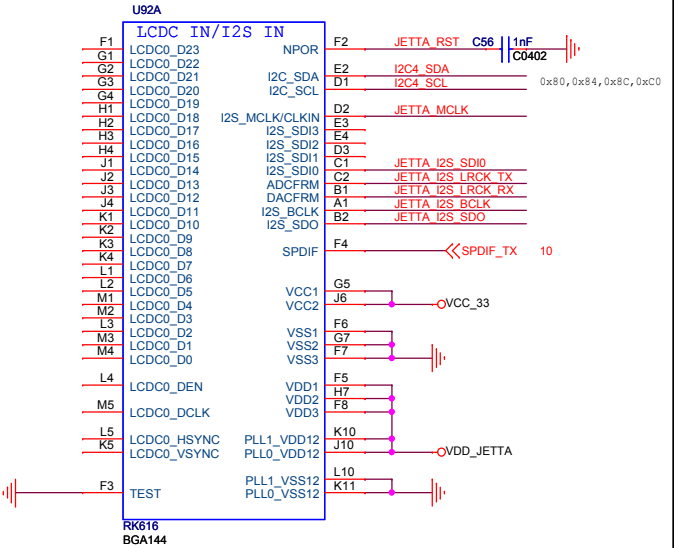 U92A
LCDC IN/I2S IN
F1 LCDC0_D23 NPOR F2 JETTA_RST C56 1nF C0402
G1 LCDC0_D22
G2 LCDC0_D21 I2C_SDA E2 I2C4_SDA
G3 LCDC0_D20 I2C_SCL D1 I2C4_SCL 0x80,0x84,0x8C,0xC0
G4 LCDC0_D19
H1 LCDC0_D18 I2S_MCLK/CLKIN D2 JETTA_MCLK
H2 LCDC0_D17 I2S_SDI3 E3
H3 LCDC0_D16 I2S_SDI2 E4
H4 LCDC0_D15 I2S_SDI1 D3
J1 LCDC0_D14 I2S_SDI0 C1 JETTA_I2S_SDI0
J2 LCDC0_D13 ADCFRM C2 JETTA_I2S_LRCK_TX
J3 LCDC0_D12 DACFRM B1 JETTA_I2S_LRCK_RX
J4 LCDC0_D11 I2S_BCLK A1 JETTA_I2S_BCLK
K1 LCDC0_D10 I2S_SDO B2 JETTA_I2S_SDO
K2 LCDC0_D9
K3 LCDC0_D8 SPDIF F4 SPDIF_TX 10
K4 LCDC0_D7
L1 LCDC0_D6
L2 LCDC0_D5 VCC1 G5
M1 LCDC0_D4 VCC2 J6 VCC_33
M2 LCDC0_D3
L3 LCDC0_D2 VSS1 F6
M3 LCDC0_D1 VSS2 G7
M4 LCDC0_D0 VSS3 F7
L4 LCDC0_DEN VDD1 F5
VDD2 H7
M5 LCDC0_DCLK VDD3 F8
L5 LCDC0_HSYNC PLL1_VDD12 K10
K5 LCDC0_VSYNC PLL0_VDD12 J10 VDD_JETTA
PLL1_VSS12 L10
F3 TEST PLL0_VSS12 K11
RK616
BGA144